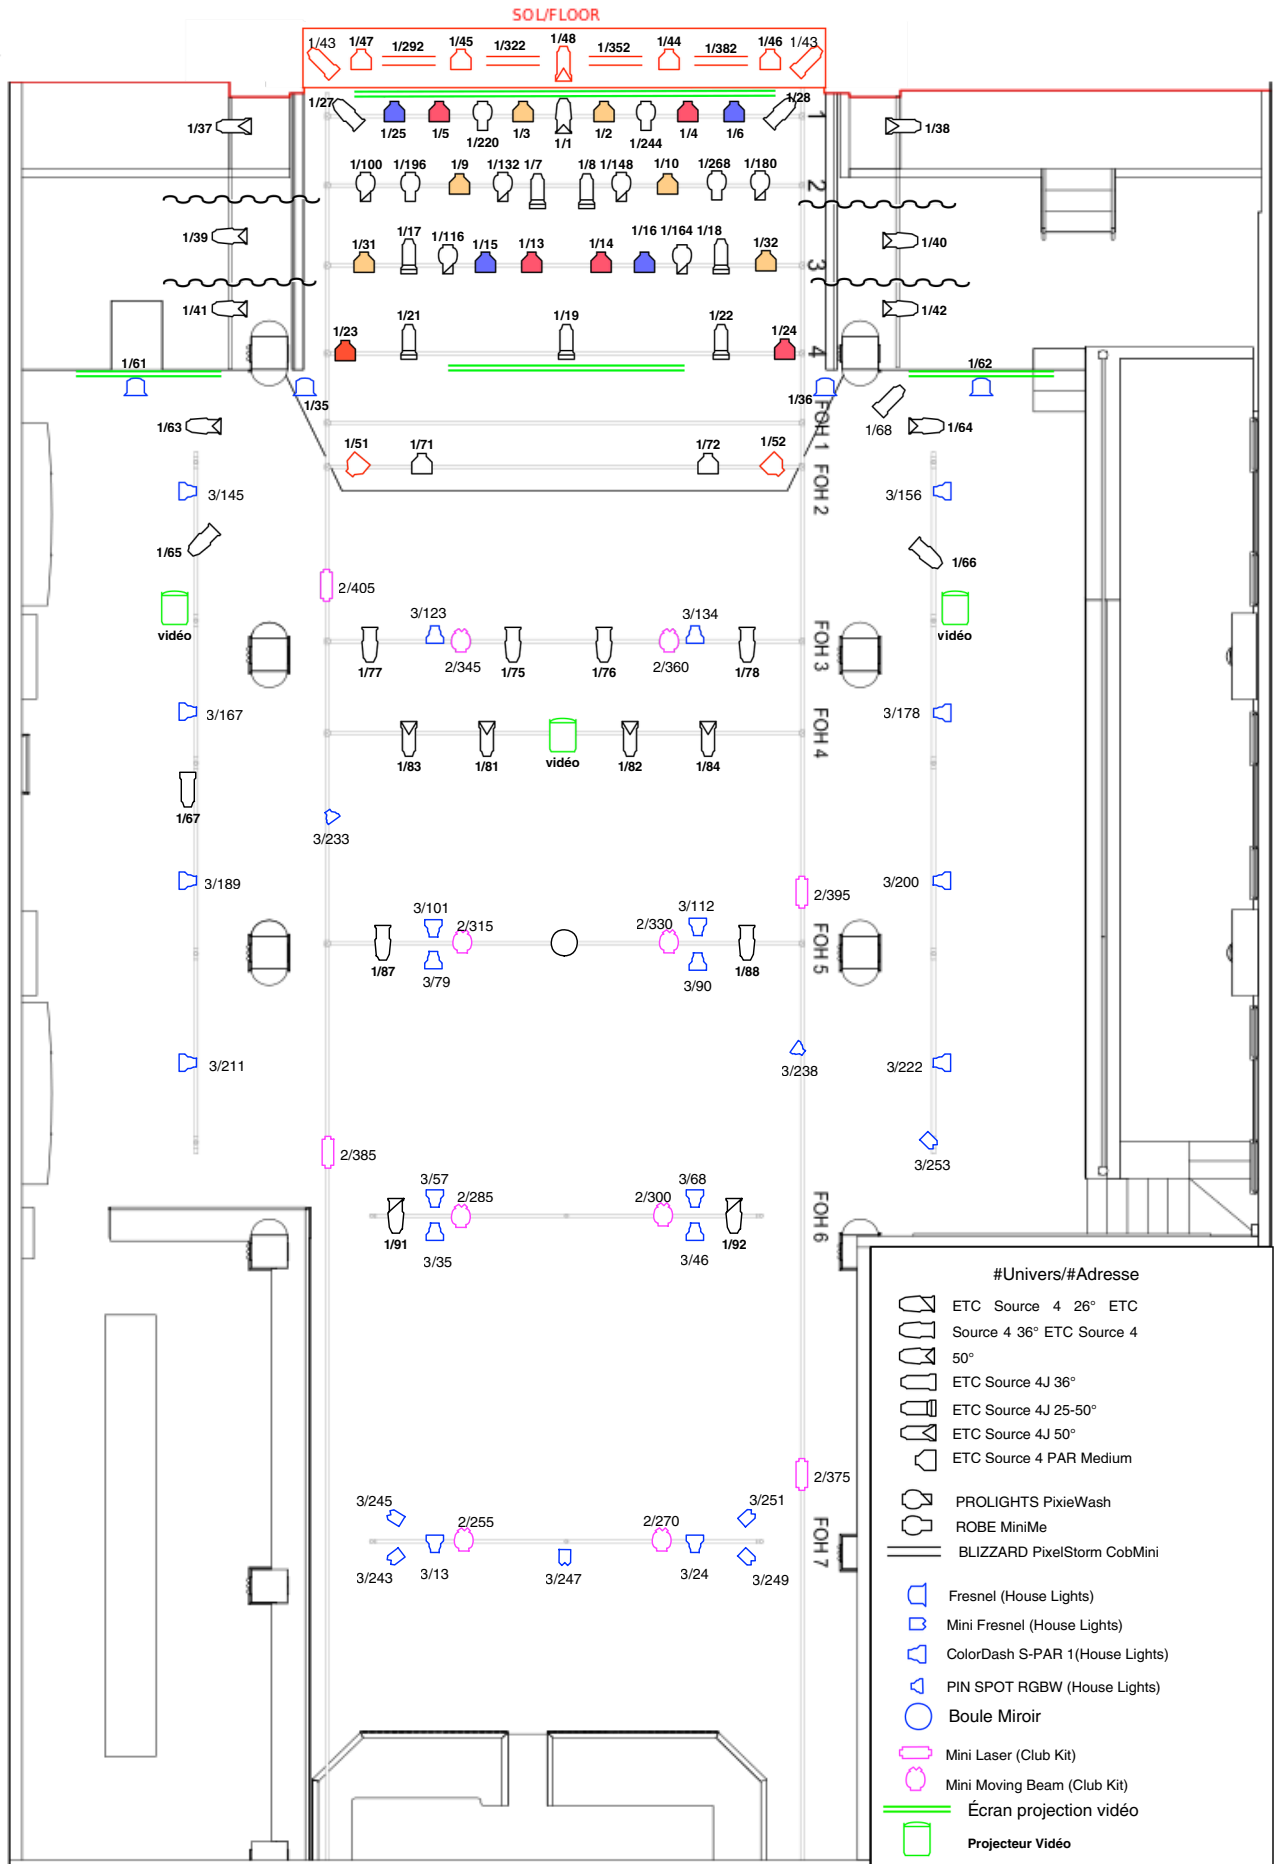 SOL/FLOOR
1/43 1/47 1/292 1/45 1/322 1/48 1/352 1/44 1/382 1/46 1/43
1/27 1/28
1/37 1/25 1/5 1/220 1/3 1/1 1/2 1/244 1/4 1/6 1 1/38
1/100 1/196 1/9 1/132 1/7 1/8 1/148 1/10 1/268 1/180
2
1/39 1/31 1/17 1/116 1/15 1/13 1/14 1/16 1/164 1/18 1/32 1/40
3
1/41 1/42
1/23 1/21 1/19 1/22 1/24
4
1/61 1/62
1/35 1/36 FOH 1
1/63 1/68 1/64
1/51 1/71 1/72 1/52
FOH 2
3/145 3/156
1/65 1/66
2/405
vidéo vidéo
3/123 3/134
1/77 2/345 1/75 1/76 2/360 1/78 FOH 3
3/167 3/178
FOH 4
1/83 1/81 vidéo 1/82 1/84
1/67
3/233
3/189 3/200
2/395
3/101 2/315 2/330 3/112
FOH 5
1/87 3/79 3/90 1/88
3/238
3/211 3/222
2/385 3/253
3/57 2/285 2/300 3/68
FOH 6
1/91 3/35 3/46 1/92
2/375
3/245 2/255 2/270 3/251
FOH 7
3/243 3/13 3/247 3/24 3/249
#Univers/#Adresse
ETC Source 4 26° ETC
Source 4 36° ETC Source 4
50°
ETC Source 4J 36°
ETC Source 4J 25-50°
ETC Source 4J 50°
ETC Source 4 PAR Medium
PROLIGHTS PixieWash
ROBE MiniMe
BLIZZARD PixelStorm CobMini
Fresnel (House Lights)
Mini Fresnel (House Lights)
ColorDash S-PAR 1(House Lights)
PIN SPOT RGBW (House Lights)
Boule Miroir
Mini Laser (Club Kit)
Mini Moving Beam (Club Kit)
Écran projection vidéo
Projecteur Vidéo